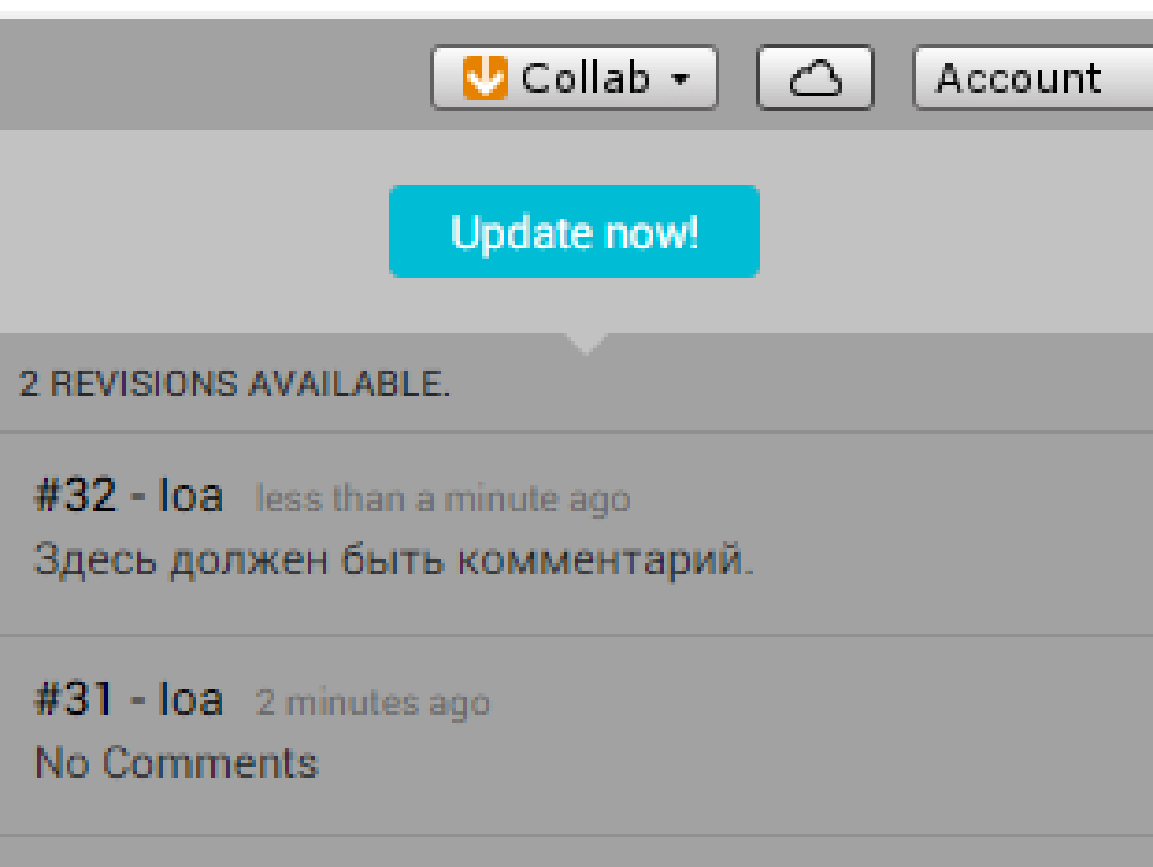 Collab Account
Update now!
2 REVISIONS AVAILABLE.
#32 - loa less than a minute ago
Здесь должен быть комментарий.
#31 - loa 2 minutes ago
No Comments